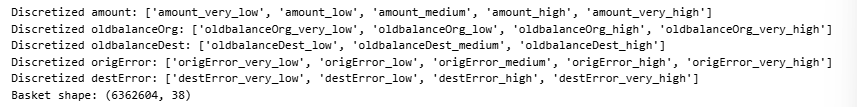 Discretized amount: ['amount_very_low', 'amount_low', 'amount_medium', 'amount_high', 'amount_very_high']
Discretized oldbalanceOrg: ['oldbalanceOrg_very_low', 'oldbalanceOrg_low', 'oldbalanceOrg_high', 'oldbalanceOrg_very_high']
Discretized oldbalanceDest: ['oldbalanceDest_low', 'oldbalanceDest_medium', 'oldbalanceDest_high']
Discretized origError: ['origError_very_low', 'origError_low', 'origError_medium', 'origError_high', 'origError_very_high']
Discretized destError: ['destError_very_low', 'destError_low', 'destError_high', 'destError_very_high']
Basket shape: (6362604, 38)